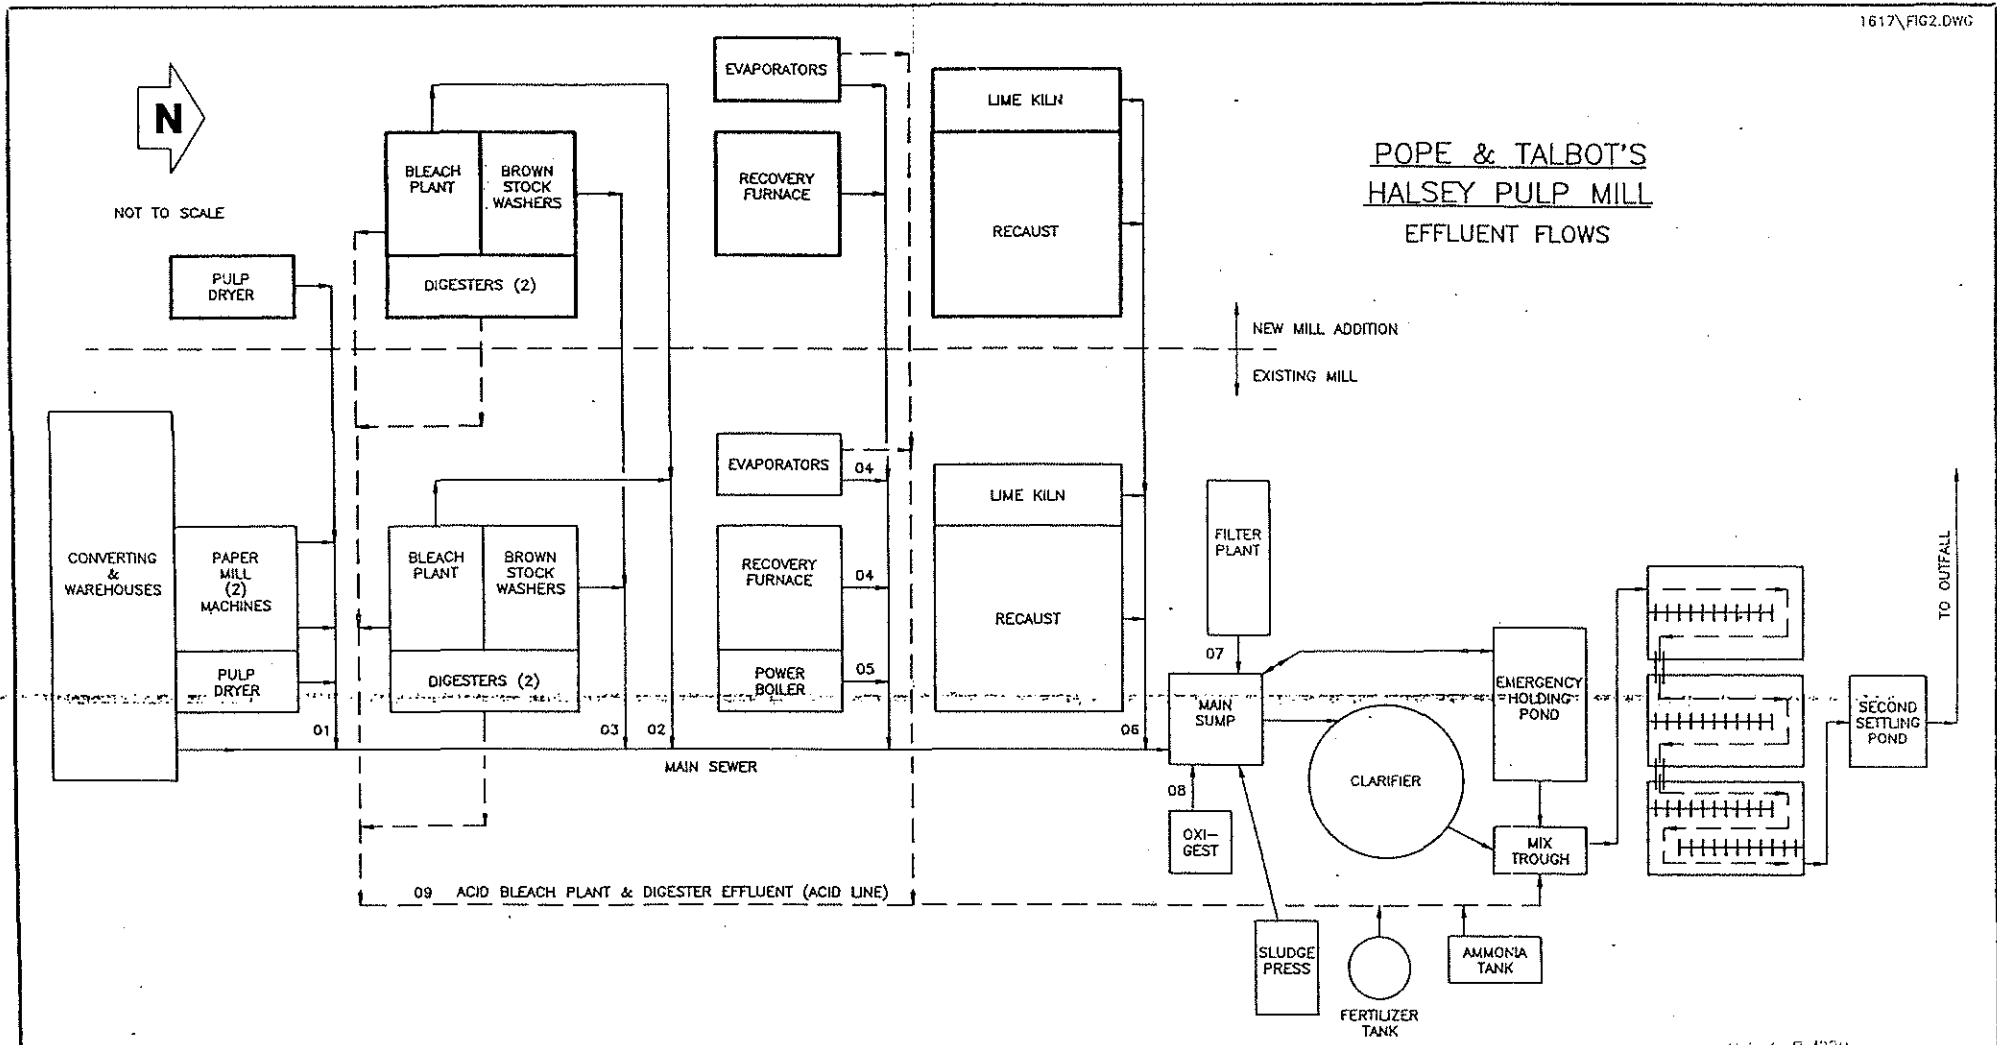 1617\FIG2.DWG
N
NOT TO SCALE
POPE & TALBOT'S
HALSEY PULP MILL
EFFLUENT FLOWS
EVAPORATORS
LIME KILN
BLEACH
PLANT
BROWN
STOCK
WASHERS
RECOVERY
FURNACE
RECAUST
PULP
DRYER
DIGESTERS (2)
NEW MILL ADDITION
EXISTING MILL
EVAPORATORS
04
LIME KILN
CONVERTING
&
WAREHOUSES
PAPER
MILL
(2)
MACHINES
BLEACH
PLANT
BROWN
STOCK
WASHERS
RECOVERY
FURNACE
04
RECAUST
FILTER
PLANT
TO OUTFALL
PULP
DRYER
DIGESTERS (2)
POWER
BOILER
05
07
MAIN
SUMP
EMERGENCY
HOLDING
POND
SECOND
SETTLING
POND
01
03
02
06
MAIN SEWER
CLARIFIER
08
OXI-
GEST
MIX
TROUGH
09 ACID BLEACH PLANT & DIGESTER EFFLUENT (ACID LINE)
SLUDGE
PRESS
FERTILIZER
TANK
AMMONIA
TANK